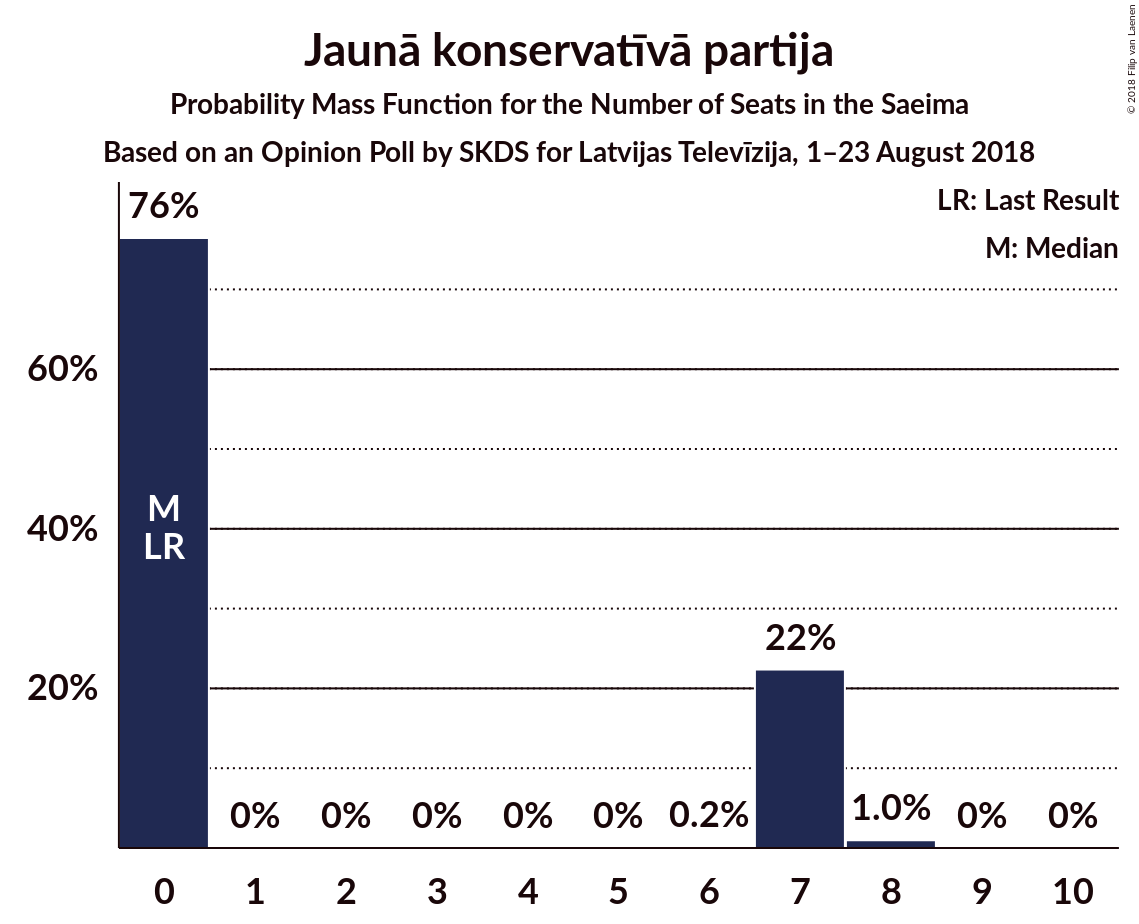 Jaunā konservatīvā partija
Probability Mass Function for the Number of Seats in the Saeima
Based on an Opinion Poll by SKDS for Latvijas Televīzija, 1–23 August 2018
© 2018 Filip van Laenen
LR: Last Result
M: Median
76%
60%
40%
20%
M
LR
0%
0%
0%
0%
0%
0.2%
22%
1.0%
0%
0%
0 1 2 3 4 5 6 7 8 9 10